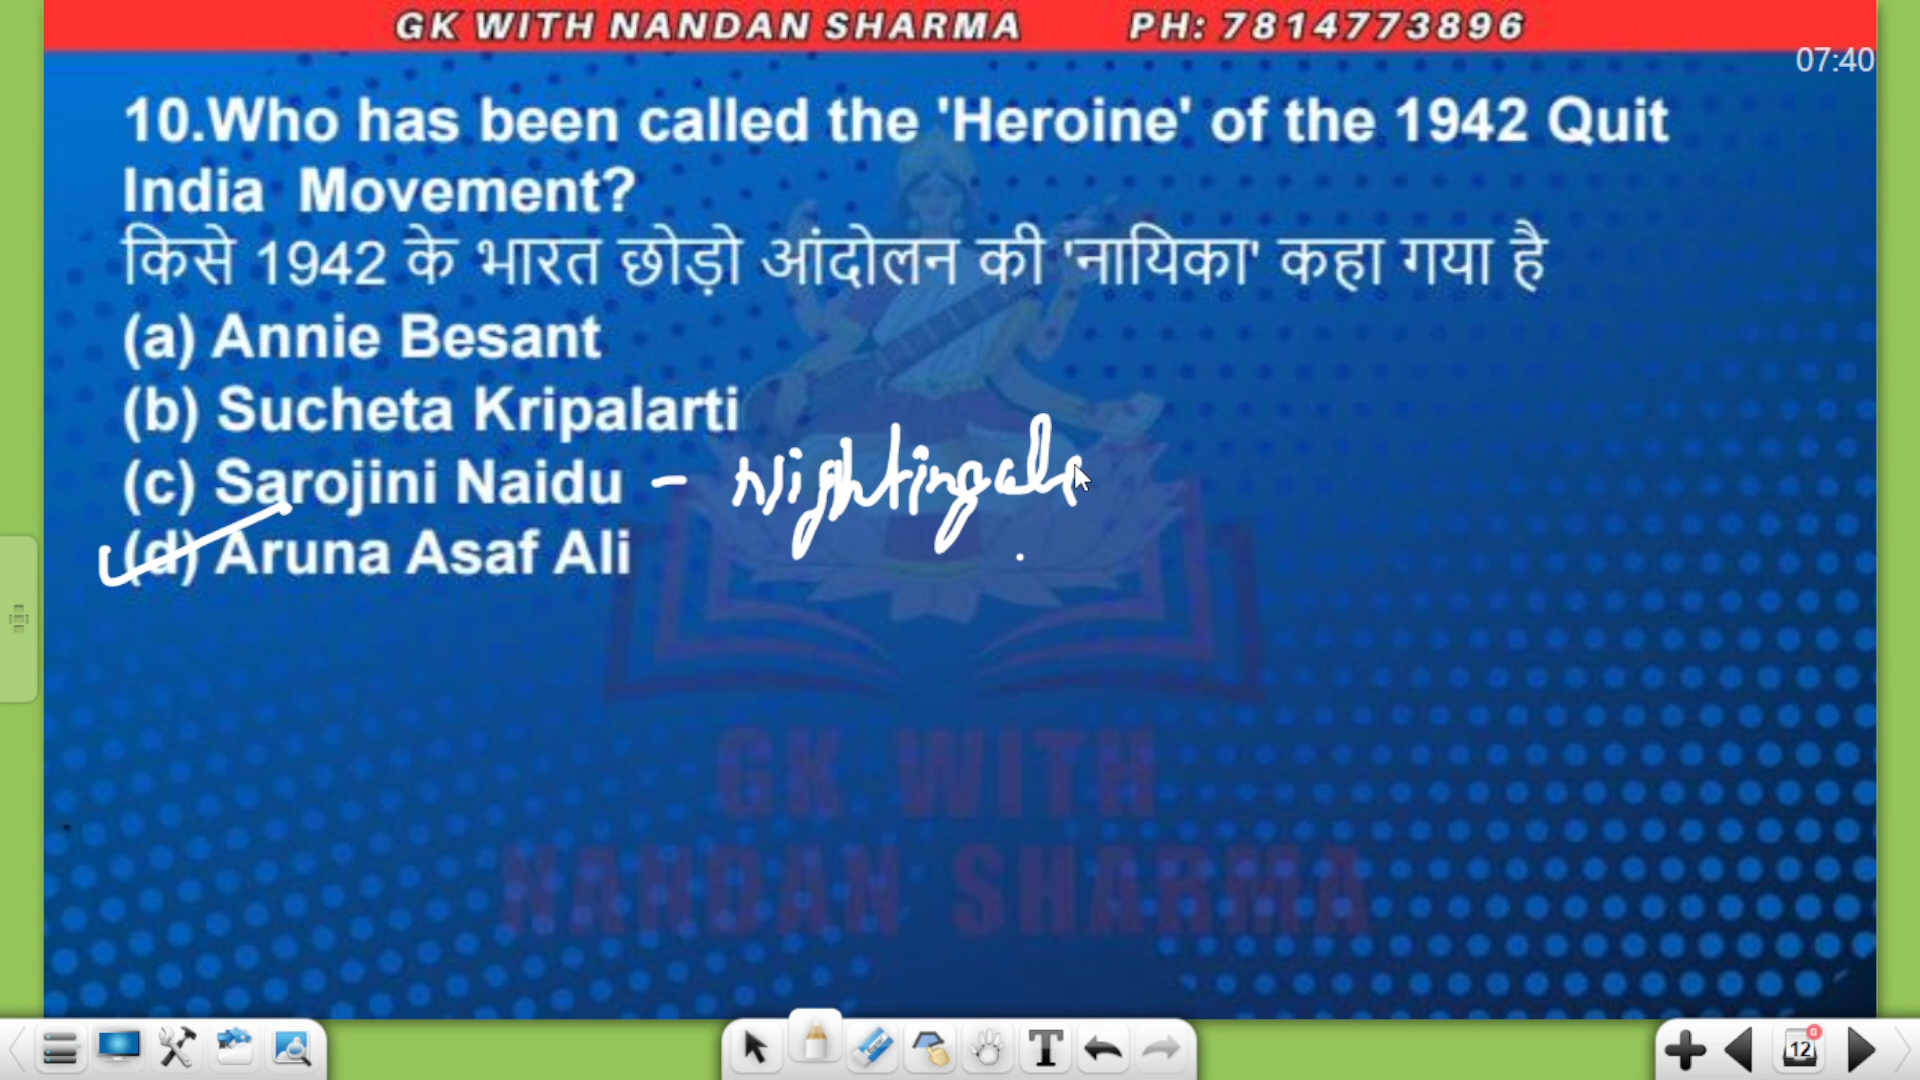 GK WITH NANDAN SHARMA PH: 7814773896
07:40
10.Who has been called the 'Heroine' of the 1942 Quit
India Movement?
किसे 1942 के भारत छोड़ो आंदोलन की 'नायिका' कहा गया है
(a) Annie Besant
(b) Sucheta Kripalarti
(c) Sarojini Naidu - Nightingale
(d) Aruna Asaf Ali
GK WITH
NANDAN SHARMA
T
0
12